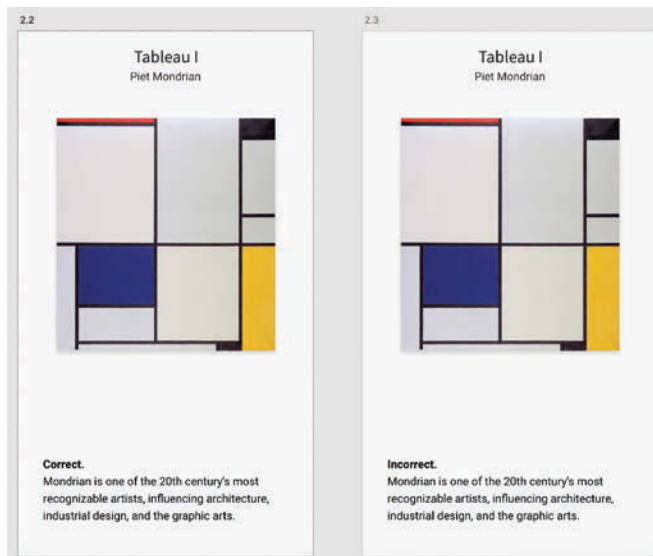 2.2
Tableau I
Piet Mondrian
Correct.
Mondrian is one of the 20th century's most
recognizable artists, influencing architecture,
industrial design, and the graphic arts.
2.3
Tableau I
Piet Mondrian
Incorrect.
Mondrian is one of the 20th century's most
recognizable artists, influencing architecture,
industrial design, and the graphic arts.